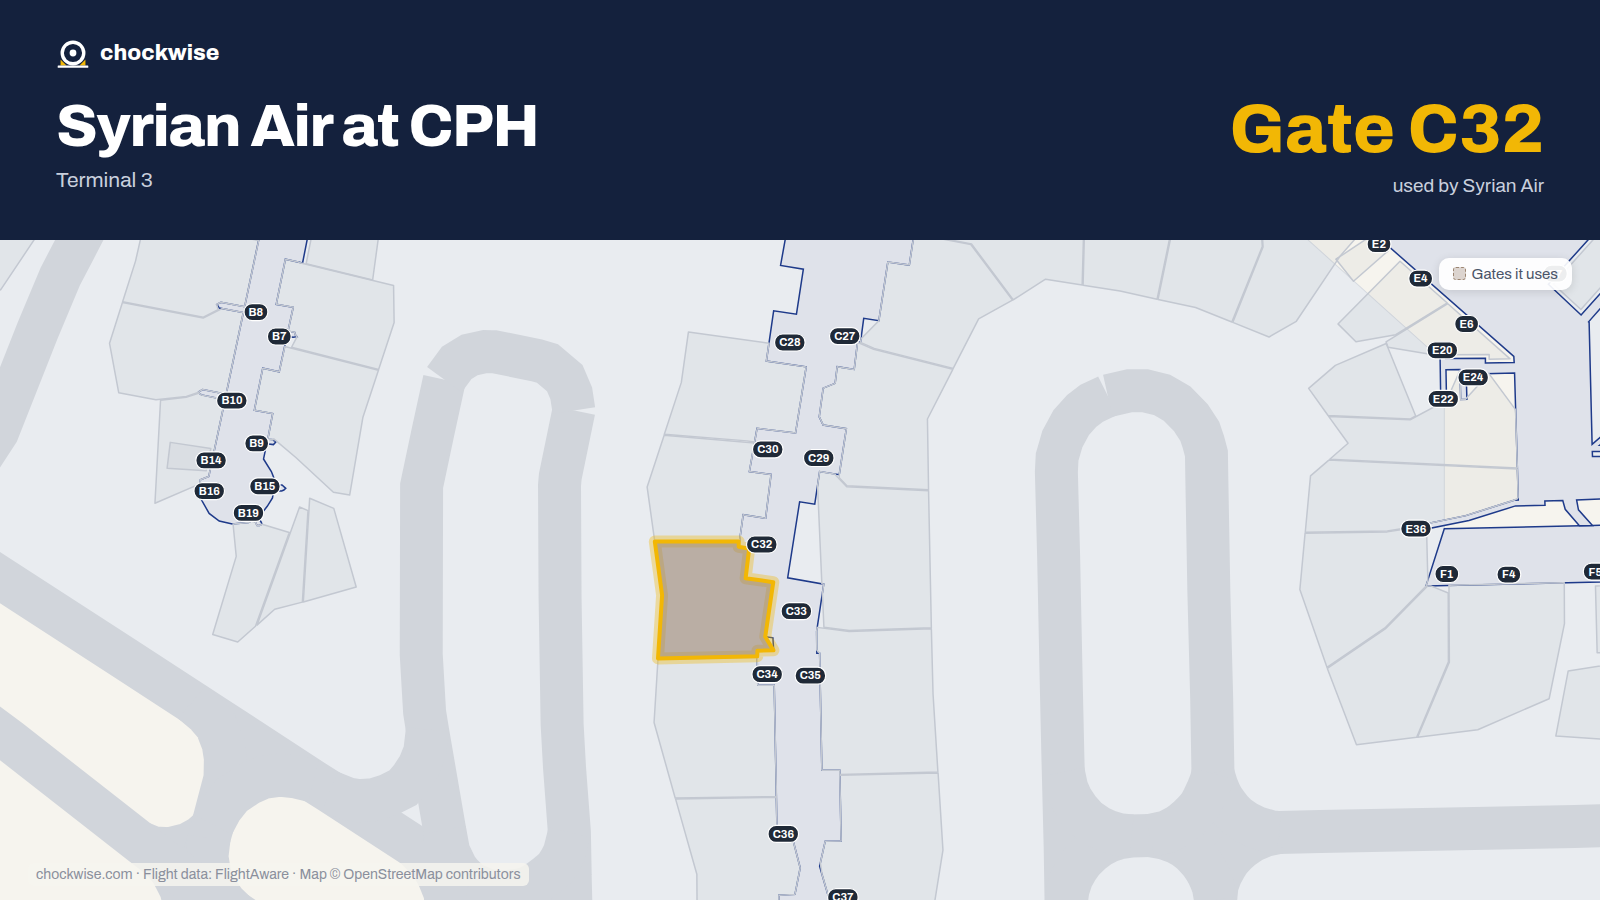 chockwise
Syrian Air at CPH
Terminal 3
Gate C32
used by Syrian Air
E2
E4
Gates it uses
B8
E6
B7
C28
C27
E20
E24
B10
E22
B9
C30
C29
B14
B15
B16
B19
E36
C32
F1
F4
C33
C34
C35
C36
chockwise.com · Flight data: FlightAware · Map © OpenStreetMap contributors
C37